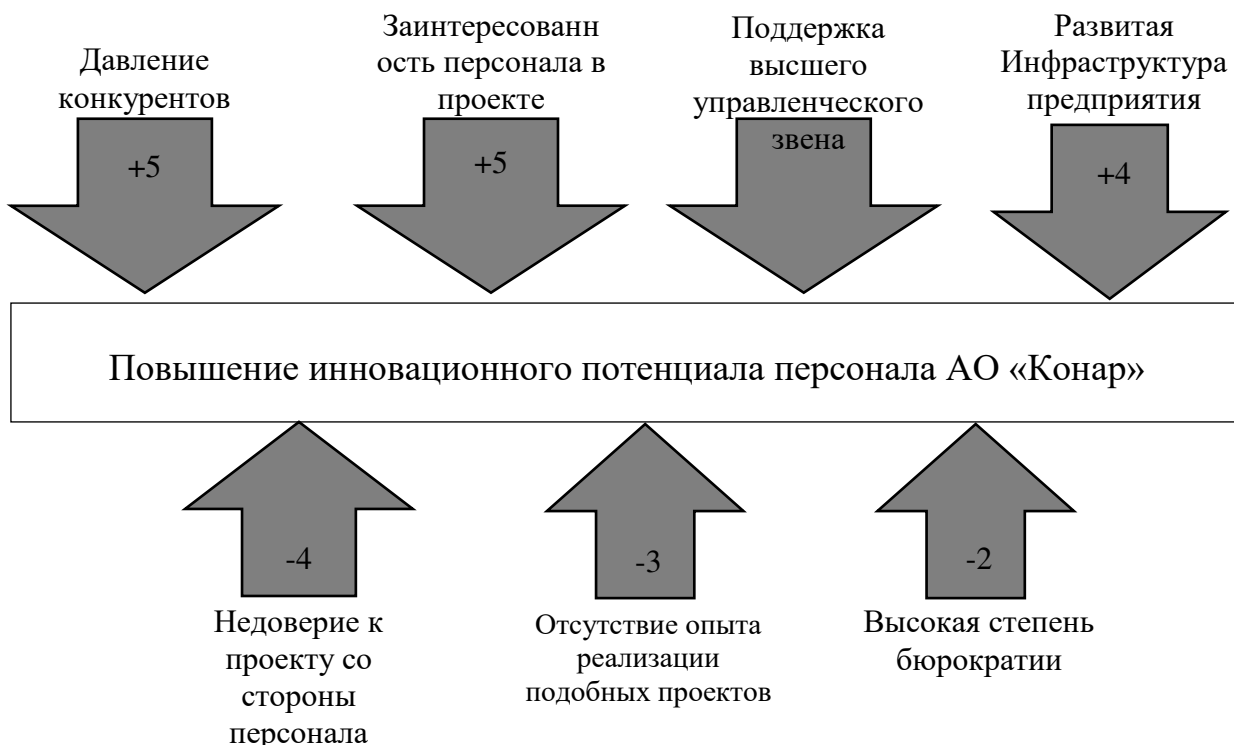 Давление
конкурентов
Заинтересованн
ость персонала в
проекте
Поддержка
высшего
управленческого
звена
Развитая
Инфраструктура
предприятия
+5
+5
+4
Повышение инновационного потенциала персонала АО «Конар»
-4
-3
-2
Недоверие к
проекту со
стороны
персонала
Отсутствие опыта
реализации
подобных проектов
Высокая степень
бюрократии